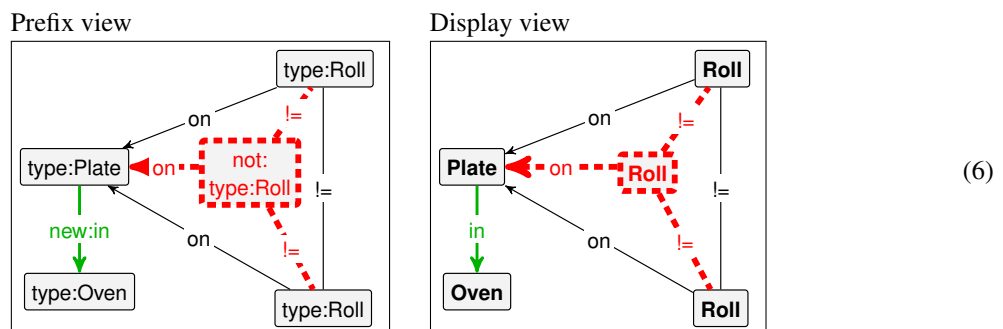 Prefix view
type:Roll
on
!=
type:Plate
on
not:
type:Roll
!=
new:in
on
!=
type:Oven
type:Roll
Display view
Roll
on
!=
Plate
on
Roll
!=
in
on
!=
Oven
Roll
(6)